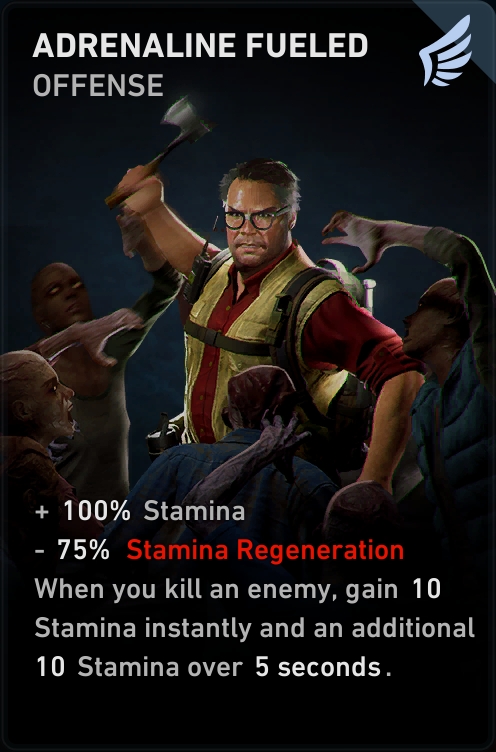 ADRENALINE FUELED
OFFENSE
+ 100% Stamina
- 75% Stamina Regeneration
When you kill an enemy, gain 10
Stamina instantly and an additional
10 Stamina over 5 seconds.